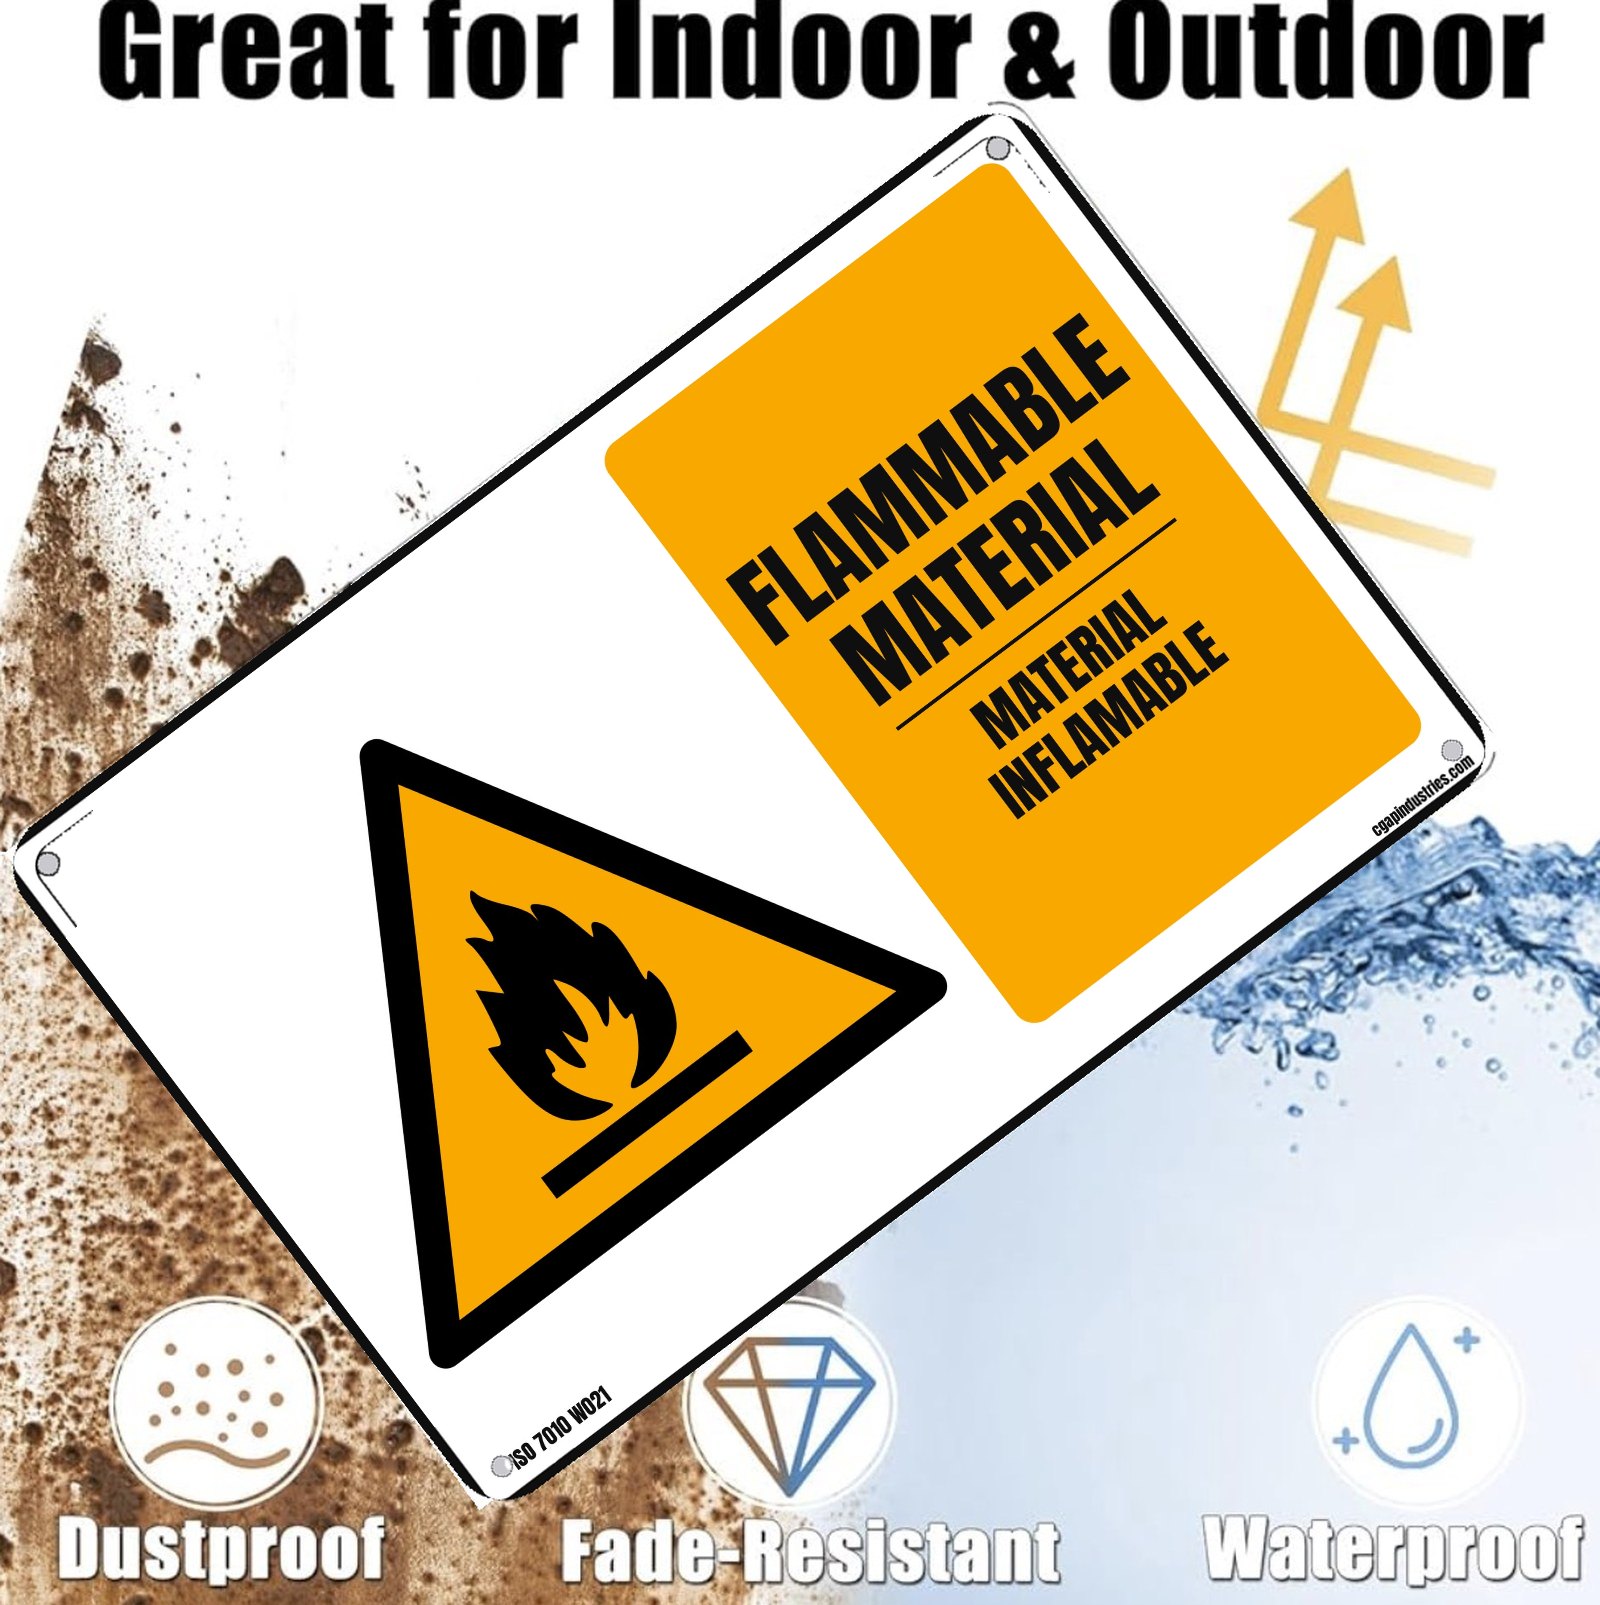 Great for Indoor & Outdoor
FLAMMABLE
MATERIAL
MATERIAL
INFLAMABLE
cgapindustries.com
ISO 7010 W021
Dustproof
Fade-Resistant
Waterproof